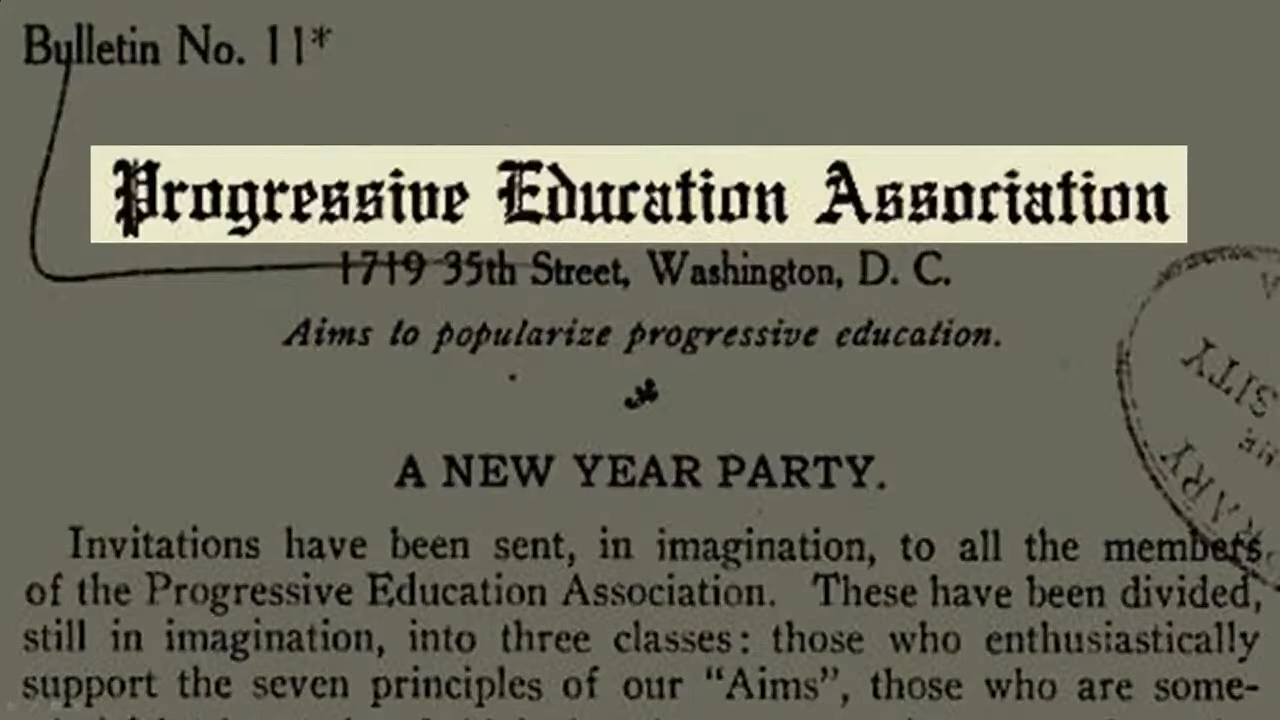 Bulletin No. 11*
Progressive Education Association
1719 35th Street, Washington, D. C.
Aims to popularize progressive education.
A NEW YEAR PARTY.
Invitations have been sent, in imagination, to all the members
of the Progressive Education Association. These have been divided,
still in imagination, into three classes: those who enthusiastically
support the seven principles of our "Aims", those who are some-